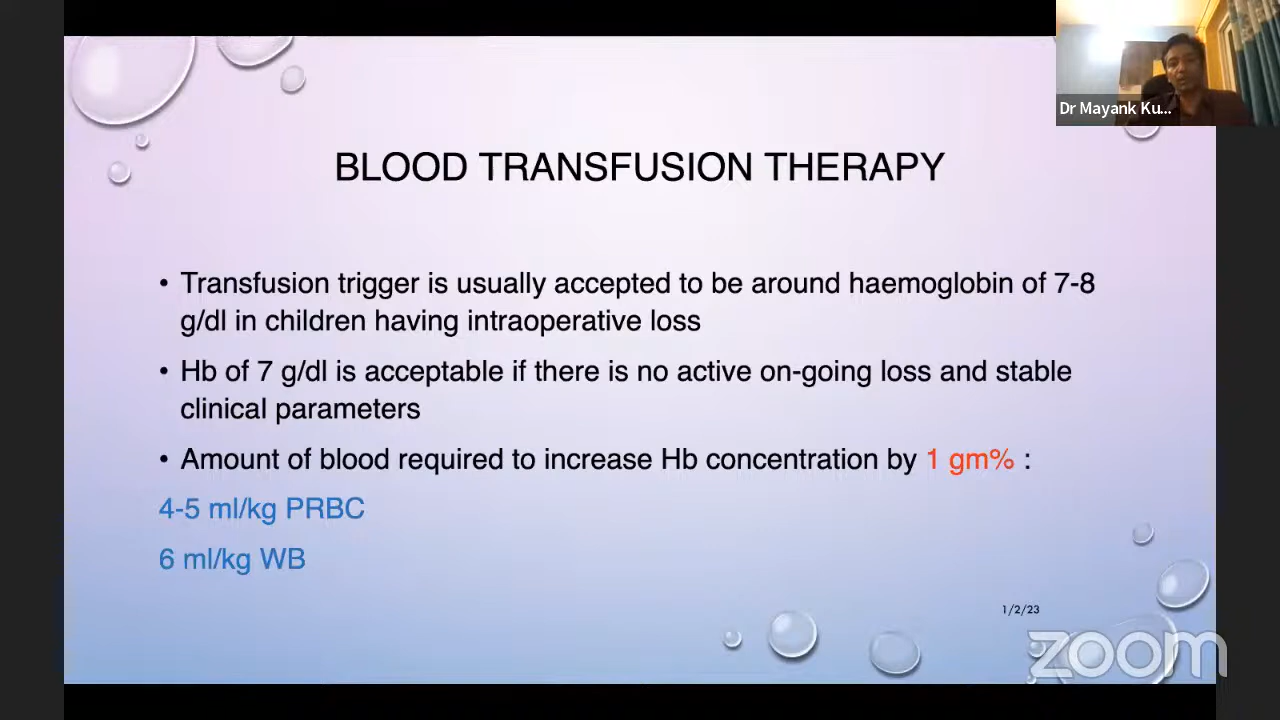 Dr Mayank Ku...
BLOOD TRANSFUSION THERAPY
• Transfusion trigger is usually accepted to be around haemoglobin of 7-8
g/dl in children having intraoperative loss
• Hb of 7 g/dl is acceptable if there is no active on-going loss and stable
clinical parameters
• Amount of blood required to increase Hb concentration by 1 gm% :
4-5 ml/kg PRBC
6 ml/kg WB
1/2/23
zoom